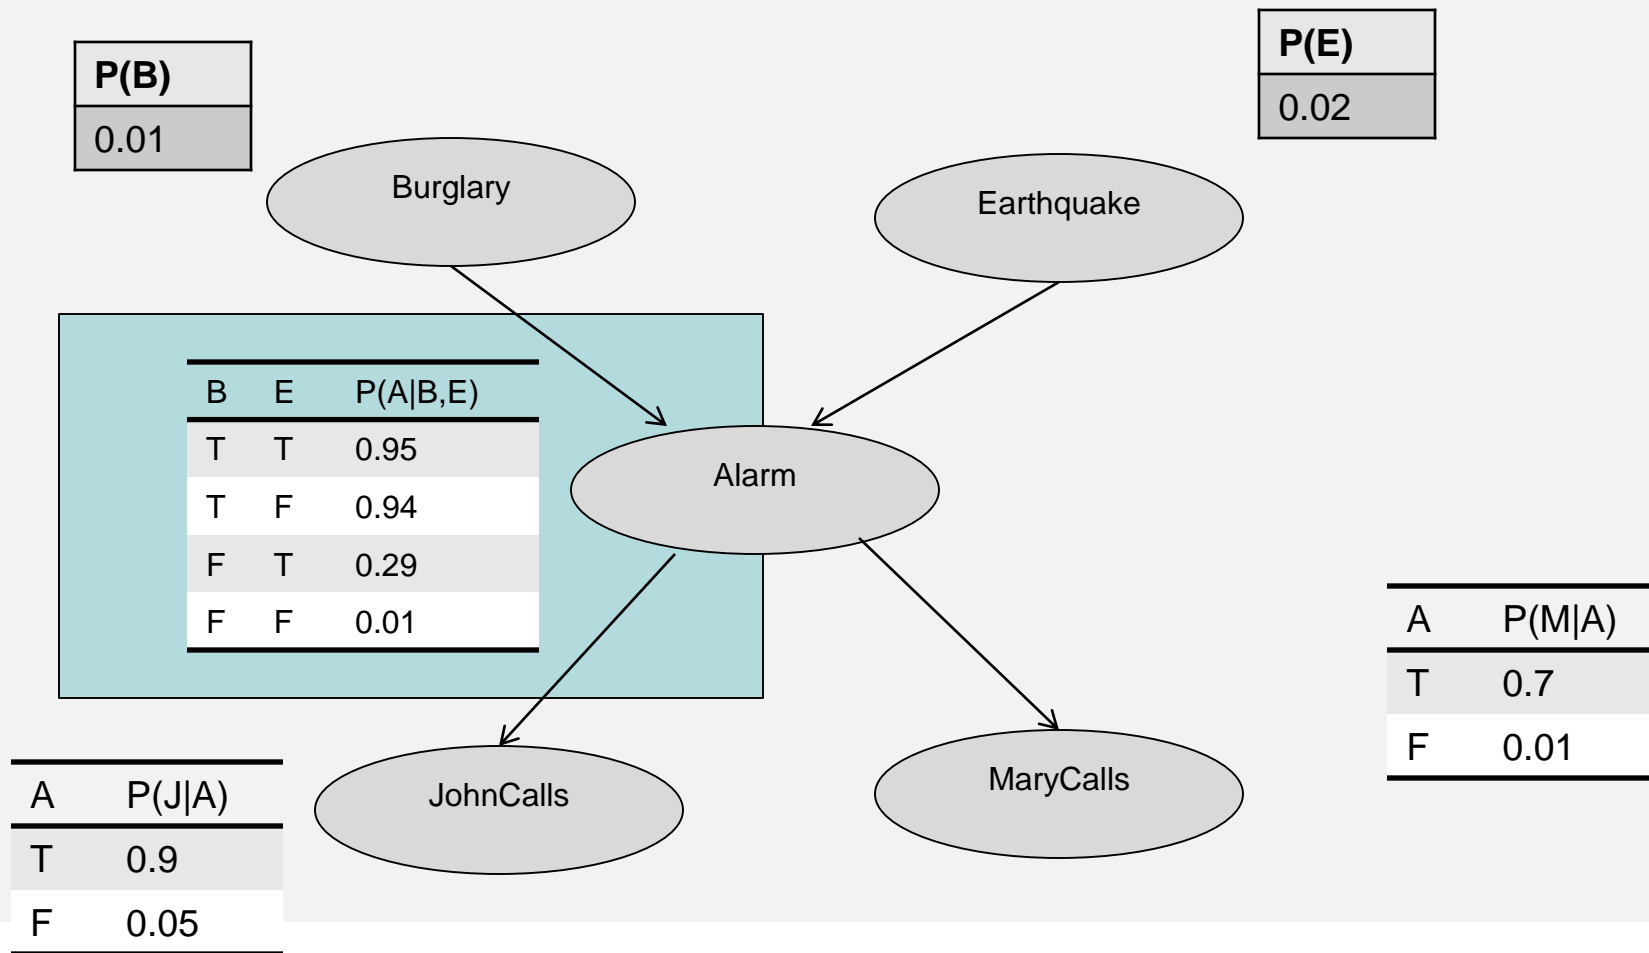 P(B)
0.01
P(E)
0.02
Burglary
Earthquake
B E P(A|B,E)
T T 0.95
T F 0.94
F T 0.29
F F 0.01
Alarm
A P(M|A)
T 0.7
F 0.01
A P(J|A)
T 0.9
F 0.05
JohnCalls
MaryCalls